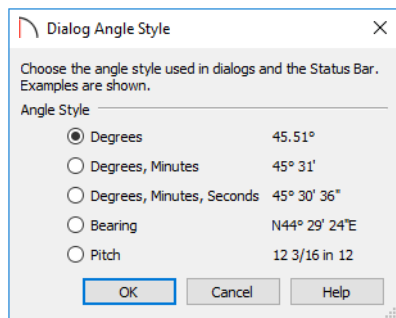 Dialog Angle Style
Choose the angle style used in dialogs and the Status Bar.
Examples are shown.
Angle Style
Degrees 45.51°
Degrees, Minutes 45° 31'
Degrees, Minutes, Seconds 45° 30' 36"
Bearing N44° 29' 24"E
Pitch 12 3/16 in 12
OK Cancel Help